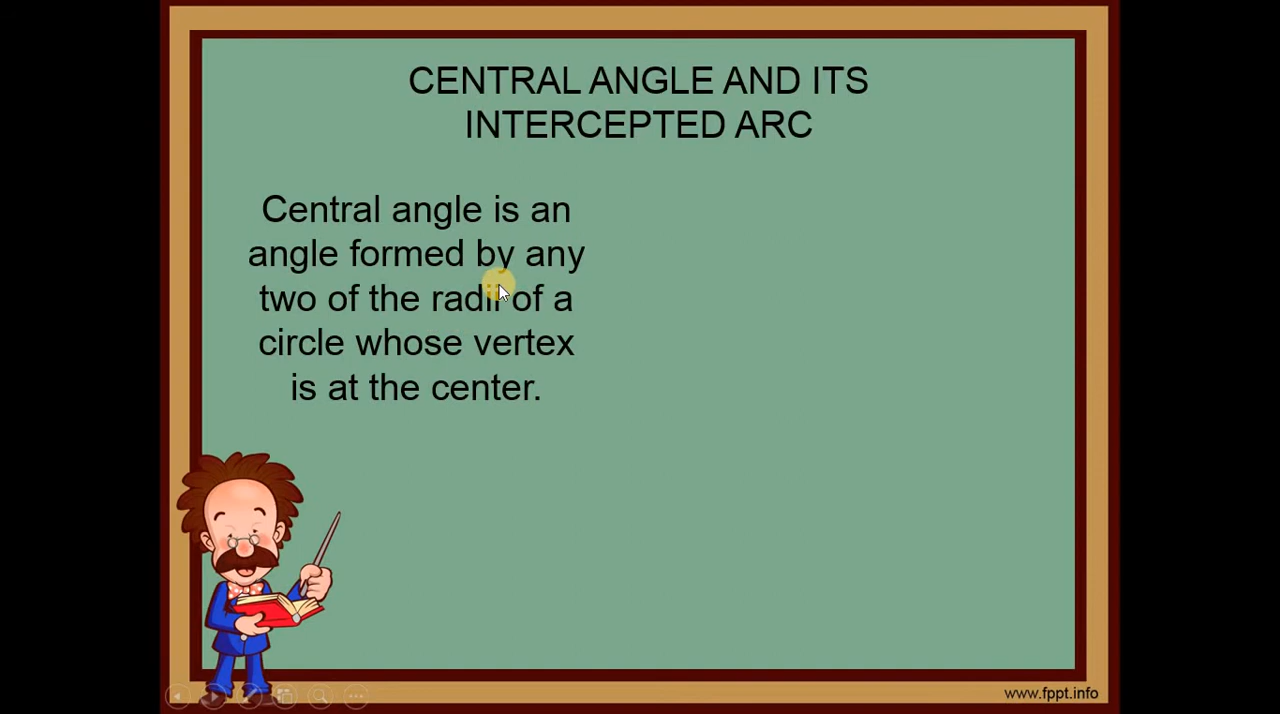 CENTRAL ANGLE AND ITS
INTERCEPTED ARC
Central angle is an
angle formed by any
two of the radii of a
circle whose vertex
is at the center.
www.fppt.info